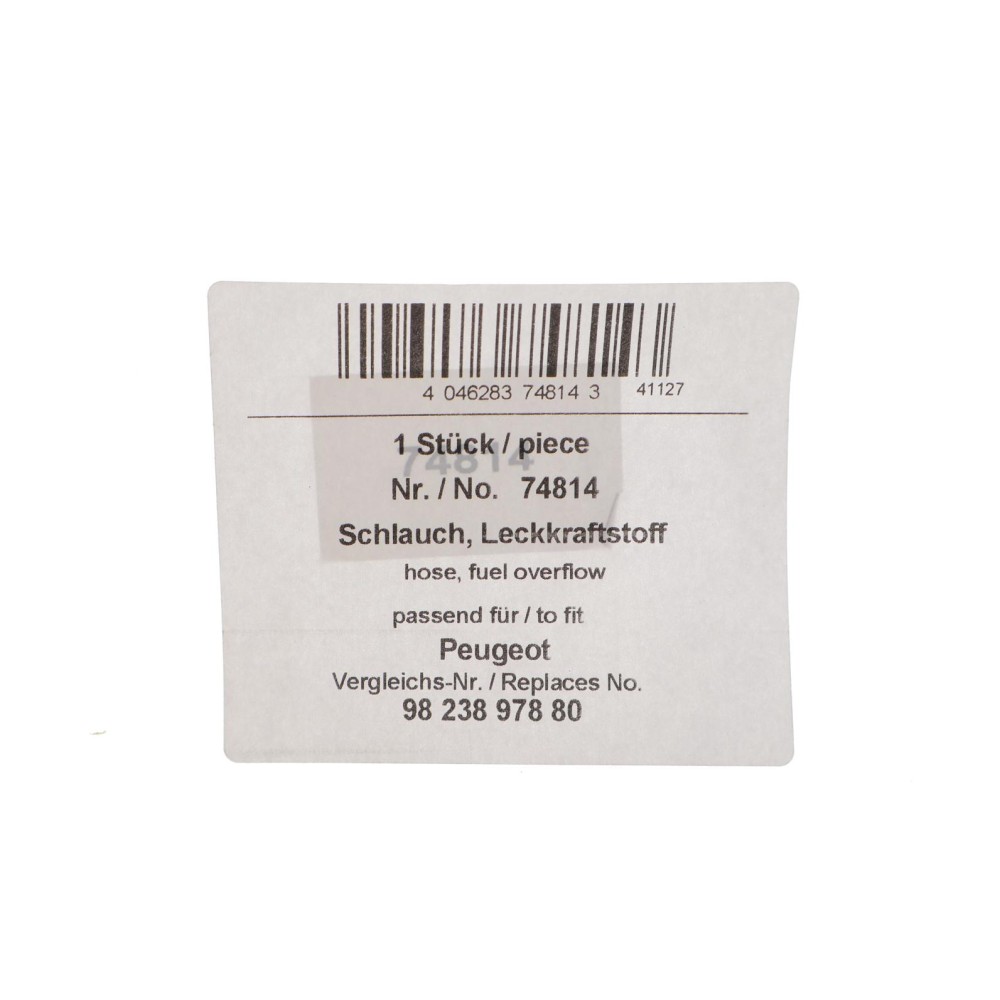 4 046283 74814 3 41127
1 Stück / piece
74814
Nr. / No. 74814
Schlauch, Leckkraftstoff
hose, fuel overflow
passend für / to fit
Peugeot
Vergleichs-Nr. / Replaces No.
98 238 978 80